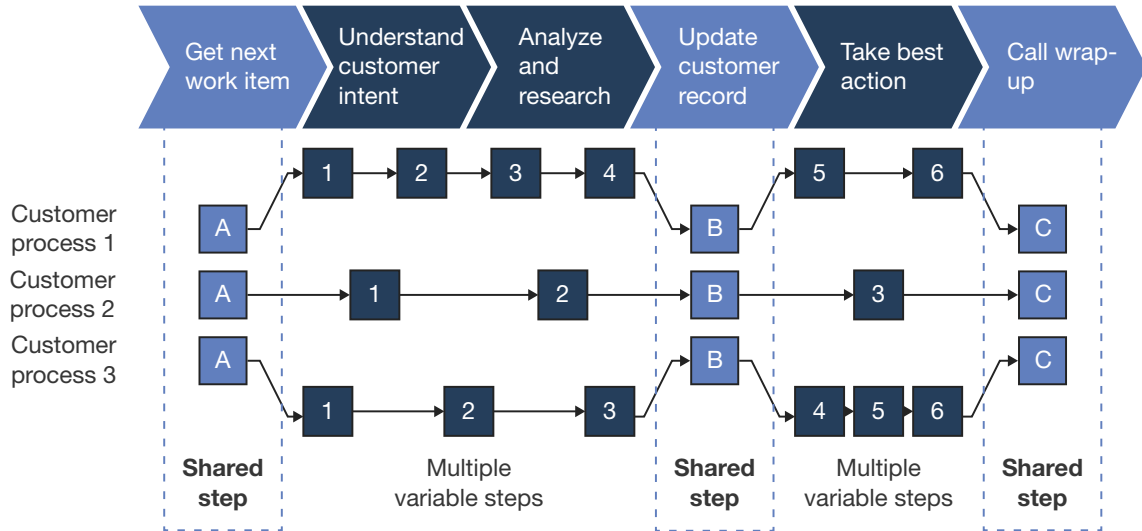 Get next
work item
Understand
customer
intent
Analyze
and
research
Update
customer
record
Take best
action
Call wrap-
up
1 2 3 4 5 6
Customer
process 1
A B C
Customer
process 2
A 1 2 B 3 C
Customer
process 3
A B C
1 2 3 4 5 6
Shared
step
Multiple
variable steps
Shared
step
Multiple
variable steps
Shared
step